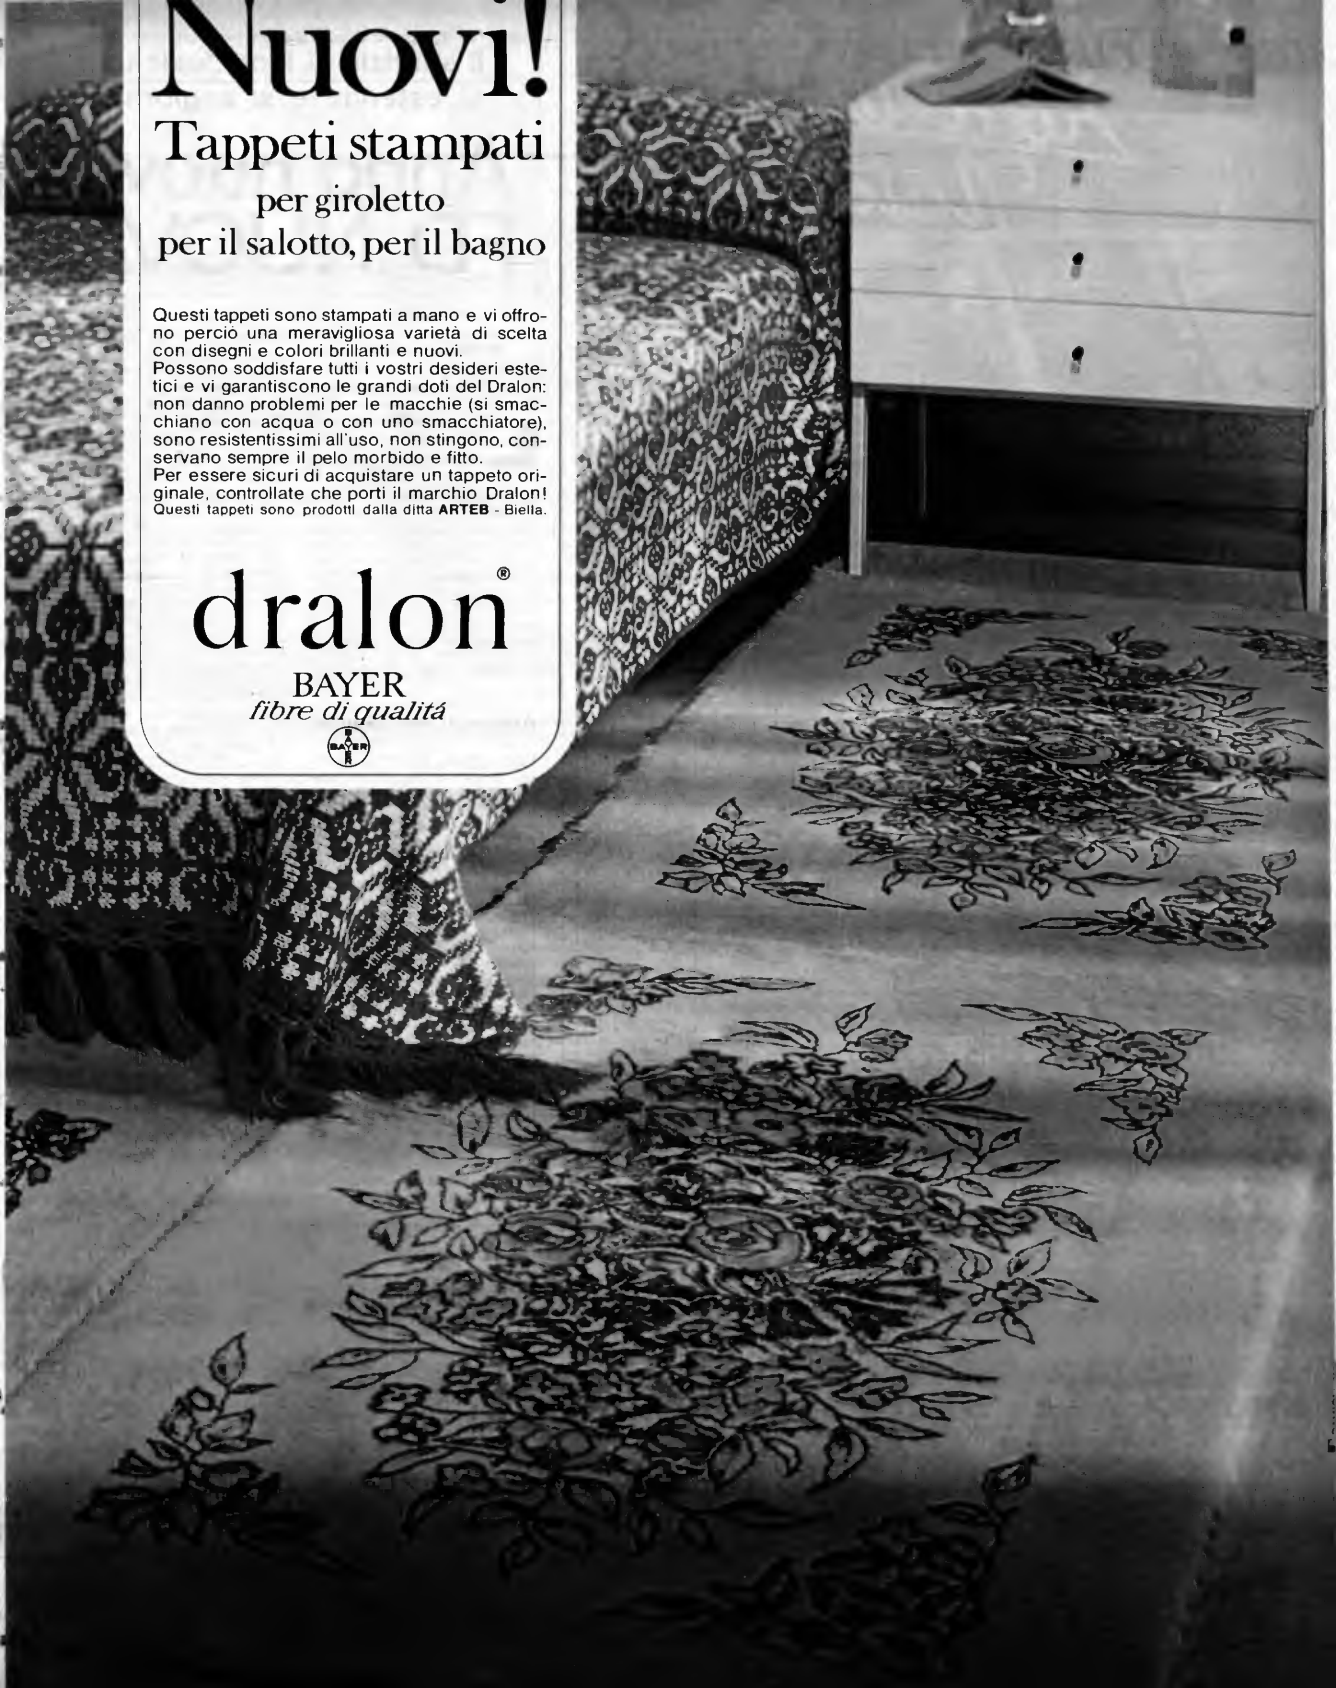 Nuovi!
Tappeti stampati
per giroletto
per il salotto, per il bagno
Questi tappeti sono stampati a mano e vi offro-
no perciò una meravigliosa varietà di scelta
con disegni e colori brillanti e nuovi.
Possono soddisfare tutti i vostri desideri este-
tici e vi garantiscono le grandi doti del Dralon:
non danno problemi per le macchie (si smac-
chiano con acqua o con uno smacchiatore),
sono resistentissimi all'uso, non stingono, con-
servano sempre il pelo morbido e fitto.
Per essere sicuri di acquistare un tappeto ori-
ginale, controllate che porti il marchio Dralon!
Questi tappeti sono prodotti dalla ditta ARTEB - Biella.
dralon®
BAYER
fibre di qualitá
BAYER